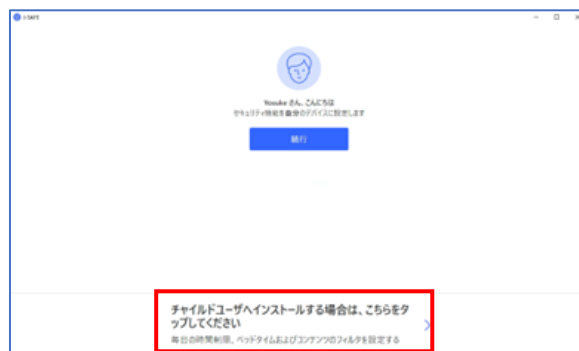 Yosuke さん、こんにちは
セキュリティ機能を自分のデバイスに設定します
続行
チャイルドユーザへインストールする場合は、こちらをタ
ップしてください
毎日の時間制限、ベッドタイムおよびコンテンツのフィルタを設定する